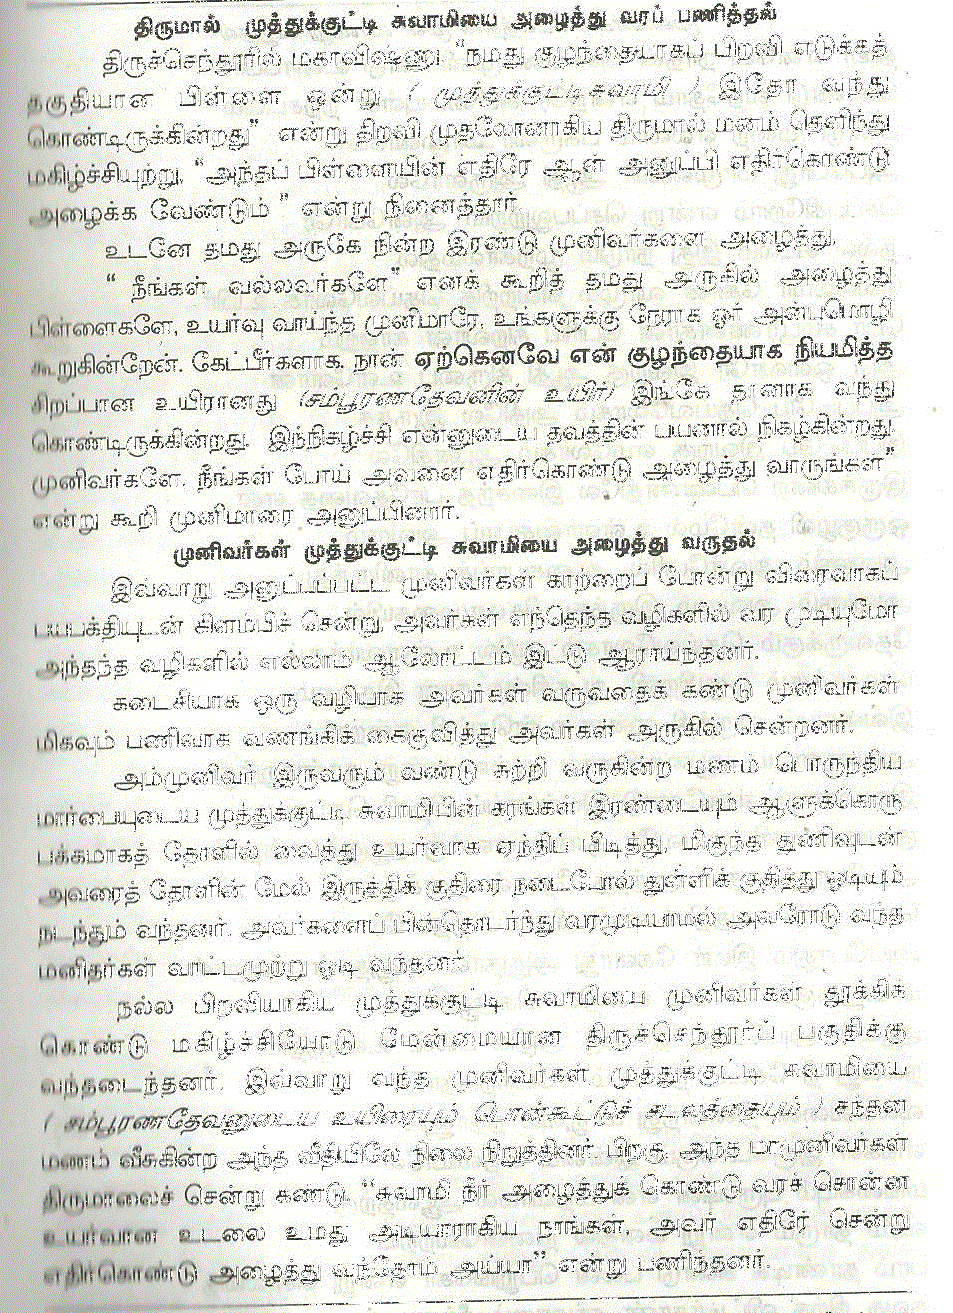 திருமால் முத்துக்குட்டி சுவாமியை அழைத்து வரப் பணித்தல்
திருச்செந்தூரில் மகாவிஷ்ணு, “நமது குழந்தையாகப் பிறவி எடுக்கத்
தகுதியான பிள்ளை ஒன்று ( முத்துக்குட்டிசுவாமி ) இதோ வந்து
கொண்டிருக்கின்றது” என்று திறவி முதலோனாகிய திருமால் மனம் தெளிந்து
மகிழ்ச்சியுற்று, “அந்தப் பிள்ளையின் எதிரே ஆள் அனுப்பி எதிர்கொண்டு
அழைக்க வேண்டும் ” என்று நினைத்தார்.
உடனே தமது அருகே நின்ற இரண்டு முனிவர்களை அழைத்து,
“ நீங்கள் வல்லவர்களே” எனக் கூறித் தமது அருகில் அழைத்து
பிள்ளைகளே, உயர்வு வாய்ந்த முனிமாரே, உங்களுக்கு நேராக ஓர் அன்புமொழி
கூறுகின்றேன். கேட்பீர்களாக. நான் ஏற்கெனவே என் குழந்தையாக நியமித்த
சிறப்பான உயிரானது (சம்பூரணதேவனின் உயிர்) இங்கே தானாக வந்து
கொண்டிருக்கின்றது. இந்நிகழ்ச்சி என்னுடைய தவத்தின் பயனால் நிகழ்கின்றது.
முனிவர்களே. நீங்கள் போய் அவனை எதிர்கொண்டு அழைத்து வாருங்கள்”
என்று கூறி முனிமாரை அனுப்பினார்.
முனிவர்கள் முத்துக்குட்டி சுவாமியை அழைத்து வருதல்
இவ்வாறு அனுப்பப்பட்ட முனிவர்கள் காற்றைப் போன்று விரைவாகப்
பயபக்தியுடன் கிளம்பிச் சென்று, அவர்கள் எந்தெந்த வழிகளில் வர முடியுமோ
அந்தந்த வழிகளில் எல்லாம் ஆலோட்டம் இட்டு ஆராய்ந்தனர்.
கடைசியாக ஒரு வழியாக அவர்கள் வருவதைக் கண்டு முனிவர்கள்
மிகவும் பணிவாக வணங்கிக் கைகுவித்து அவர்கள் அருகில் சென்றனர்.
அம்முனிவர் இருவரும் வண்டு சுற்றி வருகின்ற மணம் பொருந்திய
மார்பையுடைய முத்துக்குட்டி சுவாமியின் கரங்கள் இரண்டையும் ஆளுக்கொரு
பக்கமாகத் தோளில் வைத்து உயர்வாக ஏந்திப் பிடித்து, மிகுந்த துணிவுடன்
அவரைத் தோளின் மேல் இருத்திக் குதிரை நடைபோல் துள்ளிக் குதித்து ஓடியும்
நடந்தும் வந்தனர். அவர்களைப் பின்தொடர்ந்து வரமுடியாமல் அவரோடு வந்த
மனிதர்கள் வாட்டமுற்று ஓடி வந்தனர்.
நல்ல பிறவியாகிய முத்துக்குட்டி சுவாமியை முனிவர்கள் தூக்கிக்
கொண்டு மகிழ்ச்சியோடு மேன்மையான திருச்செந்தூர்ப் பகுதிக்கு
வந்தடைந்தனர். இவ்வாறு வந்த முனிவர்கள் முத்துக்குட்டி சுவாமியை
( சம்பூரணதேவனுடைய உயிரையும் பொன்கூட்டுச் சடலத்தையும் ) சந்தன
மணம் வீசுகின்ற அந்த வீதியிலே நிலை நிறுத்தினர். பிறகு, அந்த மாமுனிவர்கள்
திருமாலைச் சென்று கண்டு, “சுவாமி நீர் அழைத்துக் கொண்டு வரச் சொன்ன
உயர்வான உடலை உமது அடியாராகிய நாங்கள், அவர் எதிரே சென்று
எதிர்கொண்டு அழைத்து வந்தோம் அய்யா” என்று பணிந்தனர்.